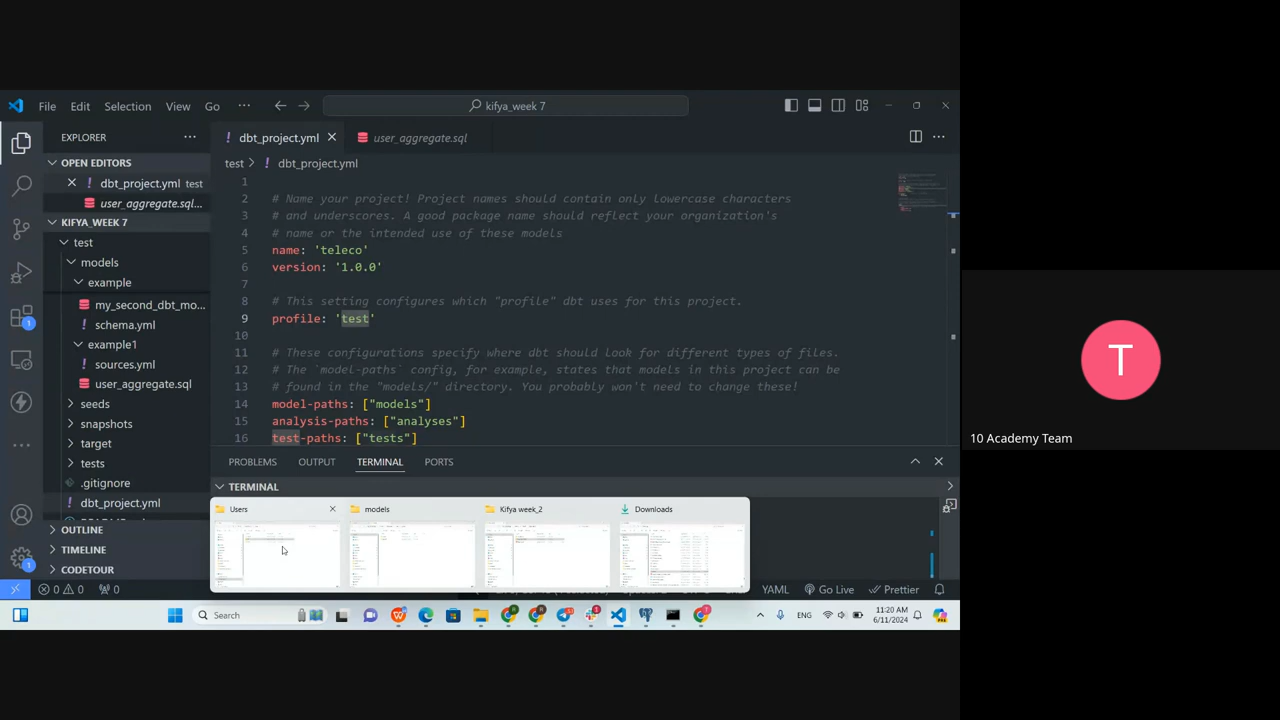 File Edit Selection View Go ··· kifya_week 7
EXPLORER ···
dbt_project.yml
user_aggregate.sql
OPEN EDITORS
test > dbt_project.yml
dbt_project.yml test
user_aggregate.sql...
KIFYA_WEEK 7
test
models
example
my_second_dbt_mo...
schema.yml
example1
sources.yml
user_aggregate.sql
seeds
snapshots
target
tests
.gitignore
dbt_project.yml
OUTLINE
TIMELINE
CODETOUR
1
2 # Name your project! Project names should contain only lowercase characters
3 # and underscores. A good package name should reflect your organization's
4 # name or the intended use of these models
5 name: 'teleco'
6 version: '1.0.0'
7
8 # This setting configures which "profile" dbt uses for this project.
9 profile: 'test'
10
11 # These configurations specify where dbt should look for different types of files.
12 # The `model-paths` config, for example, states that models in this project can be
13 # found in the "models/" directory. You probably won't need to change these!
14 model-paths: ["models"]
15 analysis-paths: ["analyses"]
16 test-paths: ["tests"]
PROBLEMS OUTPUT TERMINAL PORTS
TERMINAL
Users models Kifya week_2 Downloads
0 0 0 YAML Go Live Prettier
Search ENG 11:20 AM
6/11/2024
T
10 Academy Team